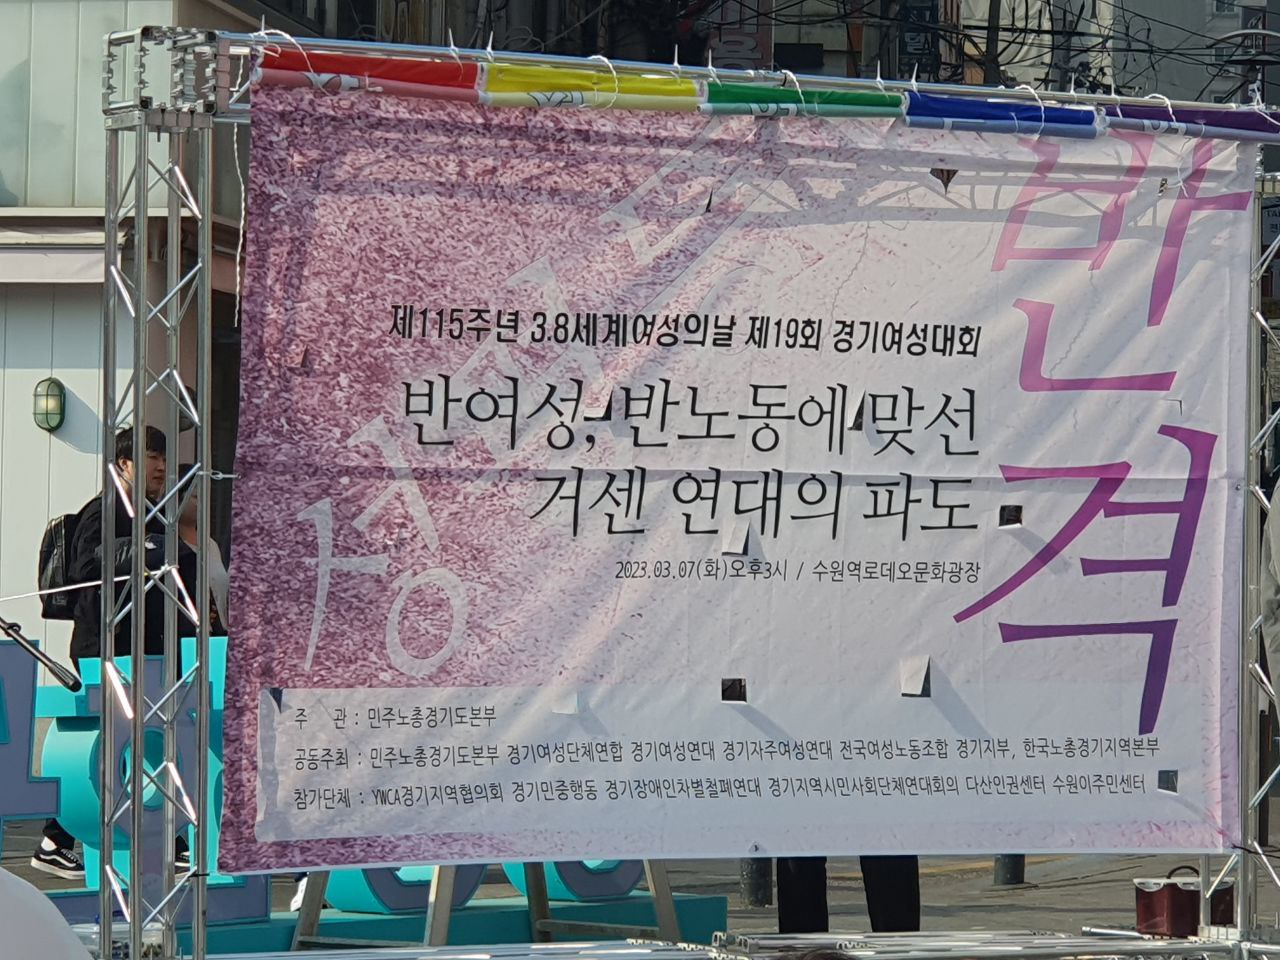 제115주년 3.8세계여성의날 제19회 경기여성대회
반여성, 반노동에 맞선
거센 연대의 파도
2023.03.07(화)오후3시 / 수원역로데오문화광장
반격
성
주 관 : 민주노총경기도본부
공동주최 : 민주노총경기도본부 경기여성단체연합 경기여성연대 경기자주여성연대 전국여성노동조합 경기지부, 한국노총경기지역본부
참가단체 : YWCA경기지역협의회 경기민중행동 경기장애인차별철폐연대 경기지역시민사회단체연대회의 다산인권센터 수원이주민센터